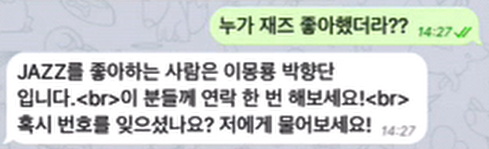 누가 재즈 좋아했더라??
14:27
JAZZ를 좋아하는 사람은 이몽룡 박향단
입니다.<br>이 분들께 연락 한 번 해보세요!<br>
혹시 번호를 잊으셨나요? 저에게 물어보세요!
14:27